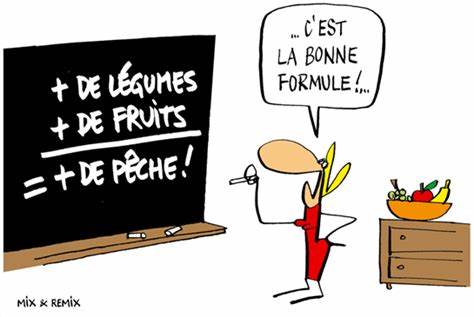 + DE LÉGUMES
+ DE FRUITS
= + DE PÊCHE !
... C'EST
LA BONNE
FORMULE !...
MIX & REMIX